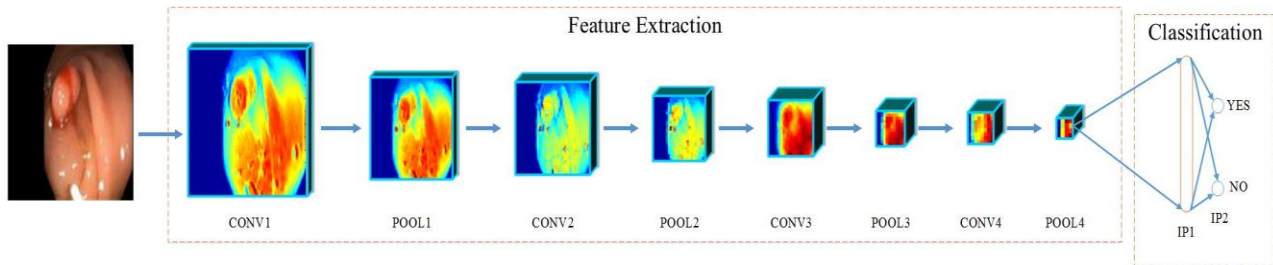 Feature Extraction
Classification
YES
NO
CONV1
POOL1
CONV2
POOL2
CONV3
POOL3
CONV4
POOL4
IP1
IP2